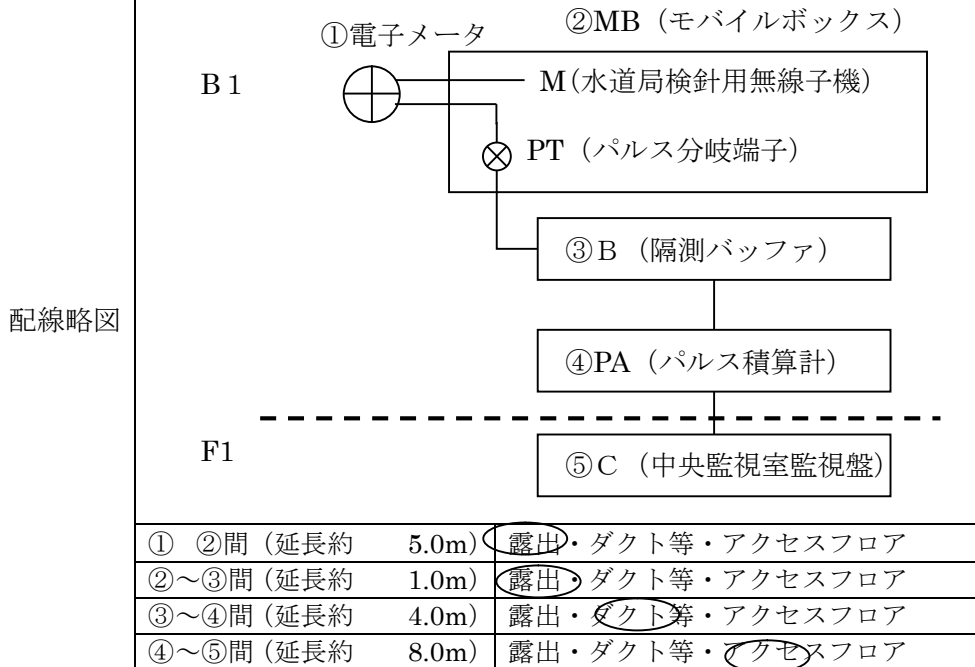 ②MB（モバイルボックス）
①電子メータ
B１
M(水道局検針用無線子機）
PT（パルス分岐端子）
③Ｂ（隔測バッファ）
配線略図
④PA（パルス積算計）
F1
⑤Ｃ（中央監視室監視盤）
①　②間（延長約　　5.0m） 露出・ダクト等・アクセスフロア
②～③間（延長約　　1.0m） 露出・ダクト等・アクセスフロア
③～④間（延長約　　4.0m） 露出・ダクト等・アクセスフロア
④～⑤間（延長約　　8.0m） 露出・ダクト等・アクセスフロア